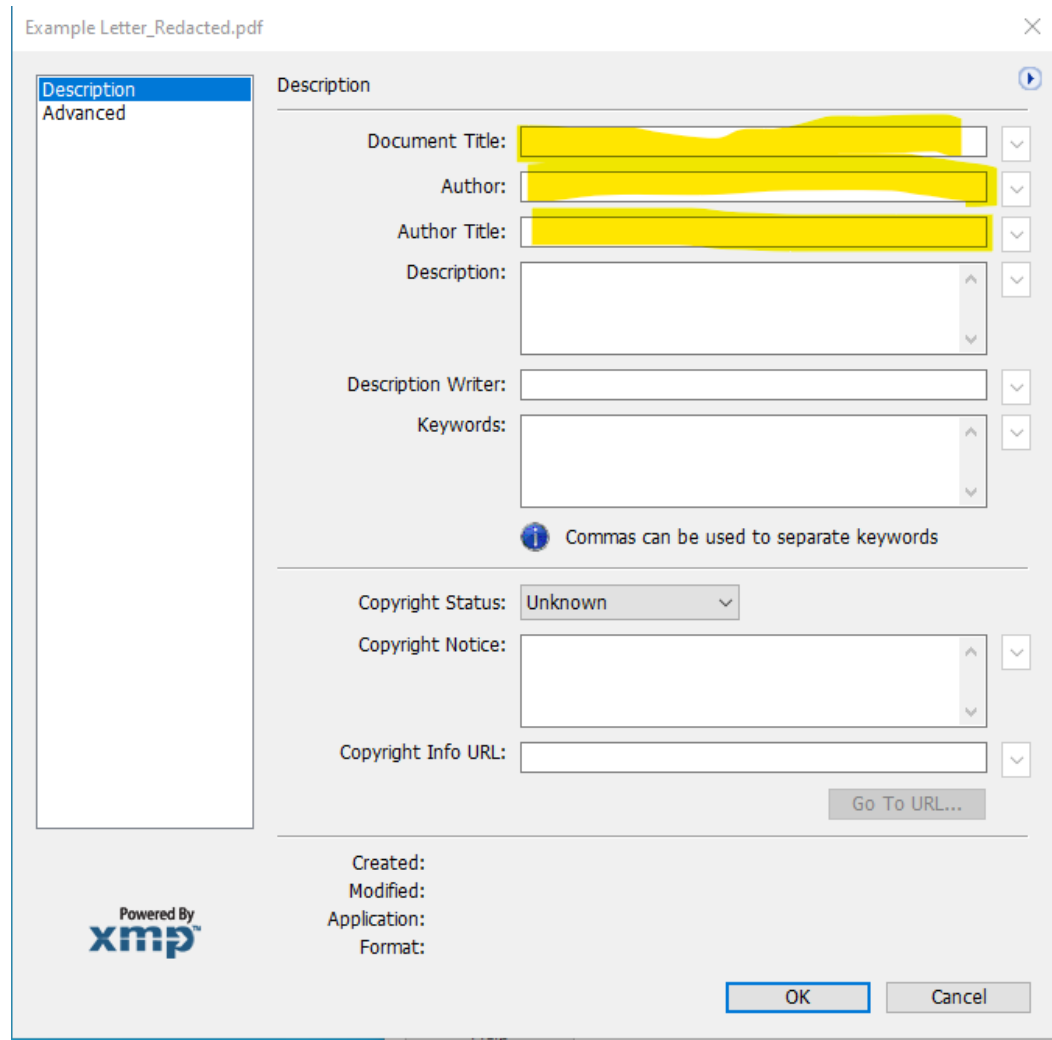 Example Letter_Redacted.pdf
Description
Advanced
Description
Document Title:
Author:
Author Title:
Description:
Description Writer:
Keywords:
Commas can be used to separate keywords
Copyright Status: Unknown
Copyright Notice:
Copyright Info URL:
Go To URL...
Created:
Modified:
Application:
Format:
Powered By
xmp™
OK Cancel